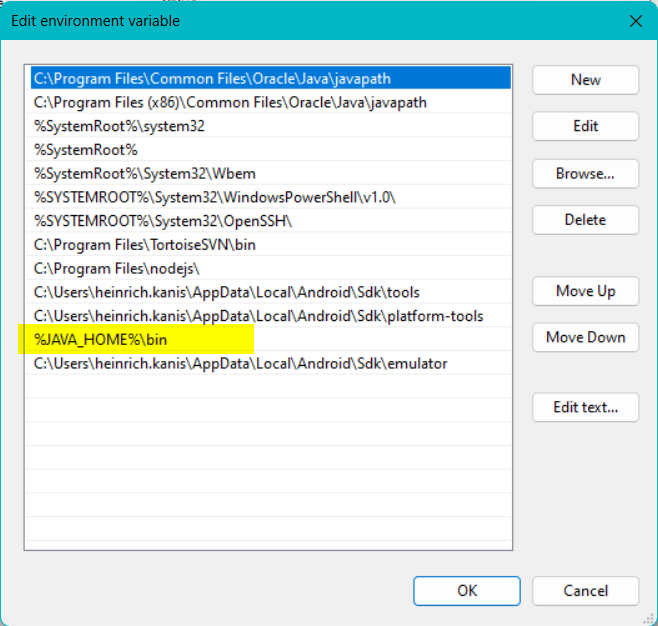 Edit environment variable
C:\Program Files\Common Files\Oracle\Java\javapath
C:\Program Files (x86)\Common Files\Oracle\Java\javapath
%SystemRoot%\system32
%SystemRoot%
%SystemRoot%\System32\Wbem
%SYSTEMROOT%\System32\WindowsPowerShell\v1.0\
%SYSTEMROOT%\System32\OpenSSH\
C:\Program Files\TortoiseSVN\bin
C:\Program Files\nodejs\
C:\Users\heinrich.kanis\AppData\Local\Android\Sdk\tools
C:\Users\heinrich.kanis\AppData\Local\Android\Sdk\platform-tools
%JAVA_HOME%\bin
C:\Users\heinrich.kanis\AppData\Local\Android\Sdk\emulator
New
Edit
Browse...
Delete
Move Up
Move Down
Edit text...
OK
Cancel